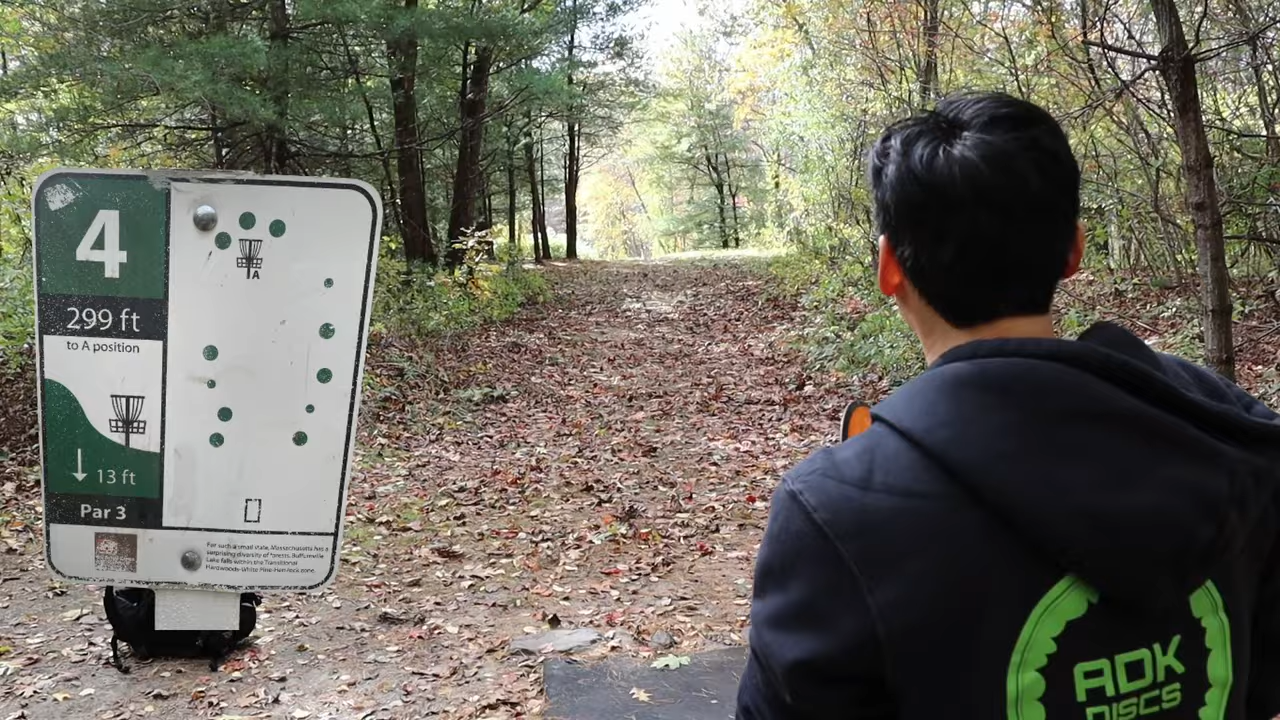 4
299 ft
to A position
A
13 ft
Par 3
For such a small state, Massachusetts has a
surprising diversity of forests. Buffumville
Lake falls within the Transitional
Hardwoods-White Pine-Hemlock zone.
ADK
DISCS